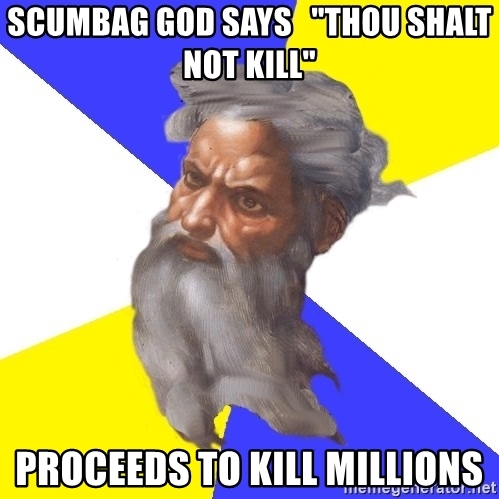 SCUMBAG GOD SAYS "THOU SHALT
NOT KILL"
PROCEEDS TO KILL MILLIONS
memegenerator.net